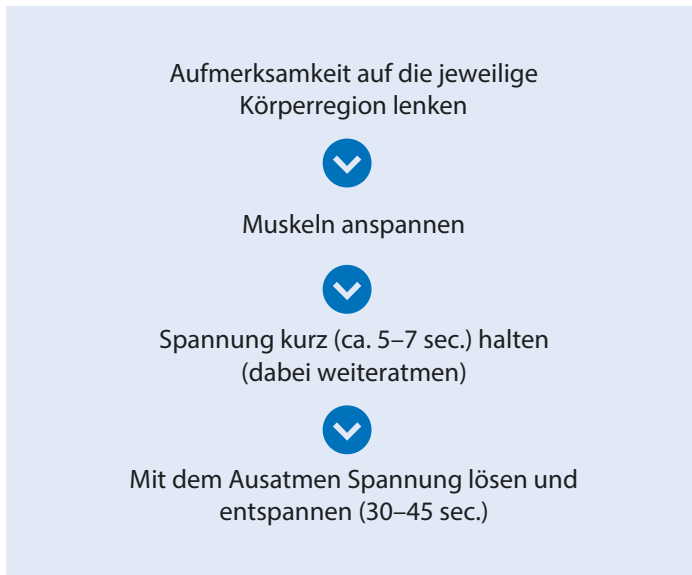 Aufmerksamkeit auf die jeweilige
Körperregion lenken
Muskeln anspannen
Spannung kurz (ca. 5–7 sec.) halten
(dabei weiteratmen)
Mit dem Ausatmen Spannung lösen und
entspannen (30–45 sec.)